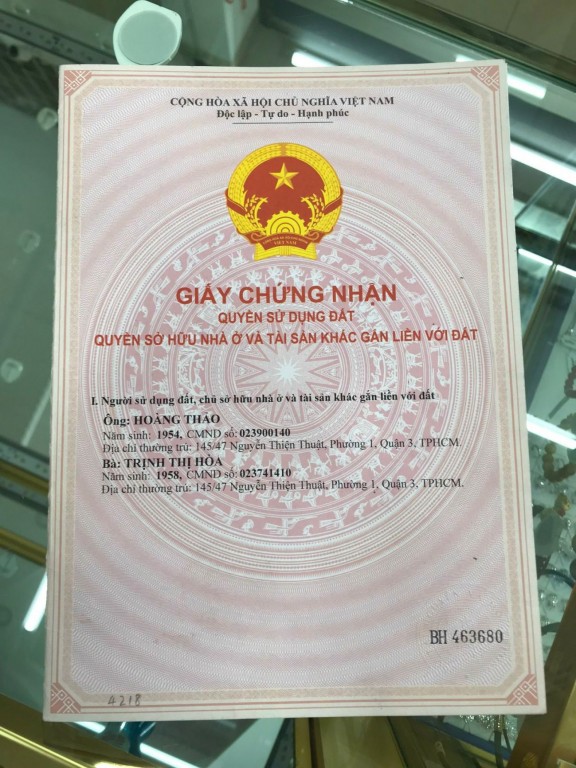 CỘNG HÒA XÃ HỘI CHỦ NGHĨA VIỆT NAM
Độc lập - Tự do - Hạnh phúc
VIỆT NAM
GIẤY CHỨNG NHẬN
QUYỀN SỬ DỤNG ĐẤT
QUYỀN SỞ HỮU NHÀ Ở VÀ TÀI SẢN KHÁC GẮN LIỀN VỚI ĐẤT
I. Người sử dụng đất, chủ sở hữu nhà ở và tài sản khác gắn liền với đất
Ông: HOÀNG THẢO
Năm sinh: 1954, CMND số: 023900140
Địa chỉ thường trú: 145/47 Nguyễn Thiện Thuật, Phường 1, Quận 3, TPHCM.
Bà: TRỊNH THỊ HÒA
Năm sinh: 1958, CMND số: 023741410
Địa chỉ thường trú: 145/47 Nguyễn Thiện Thuật, Phường 1, Quận 3, TPHCM.
BH 463680
4218